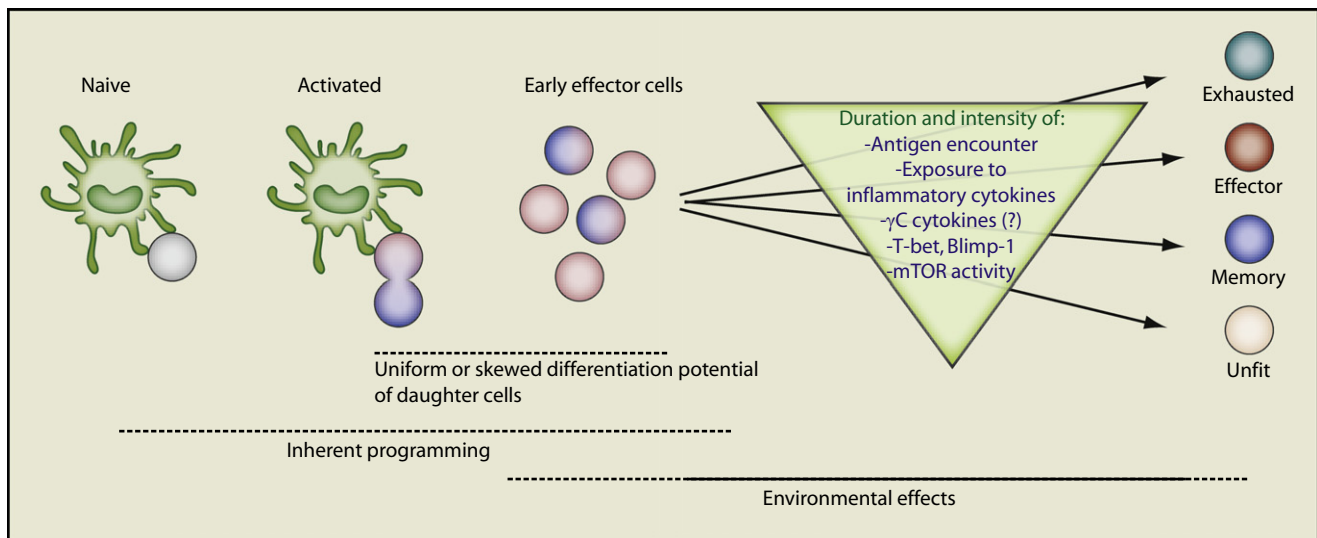 Naive
Activated
Early effector cells
Duration and intensity of:
-Antigen encounter
-Exposure to
inflammatory cytokines
-γC cytokines (?)
-T-bet, Blimp-1
-mTOR activity
Exhausted
Effector
Memory
Unfit
Uniform or skewed differentiation potential
of daughter cells
Inherent programming
Environmental effects